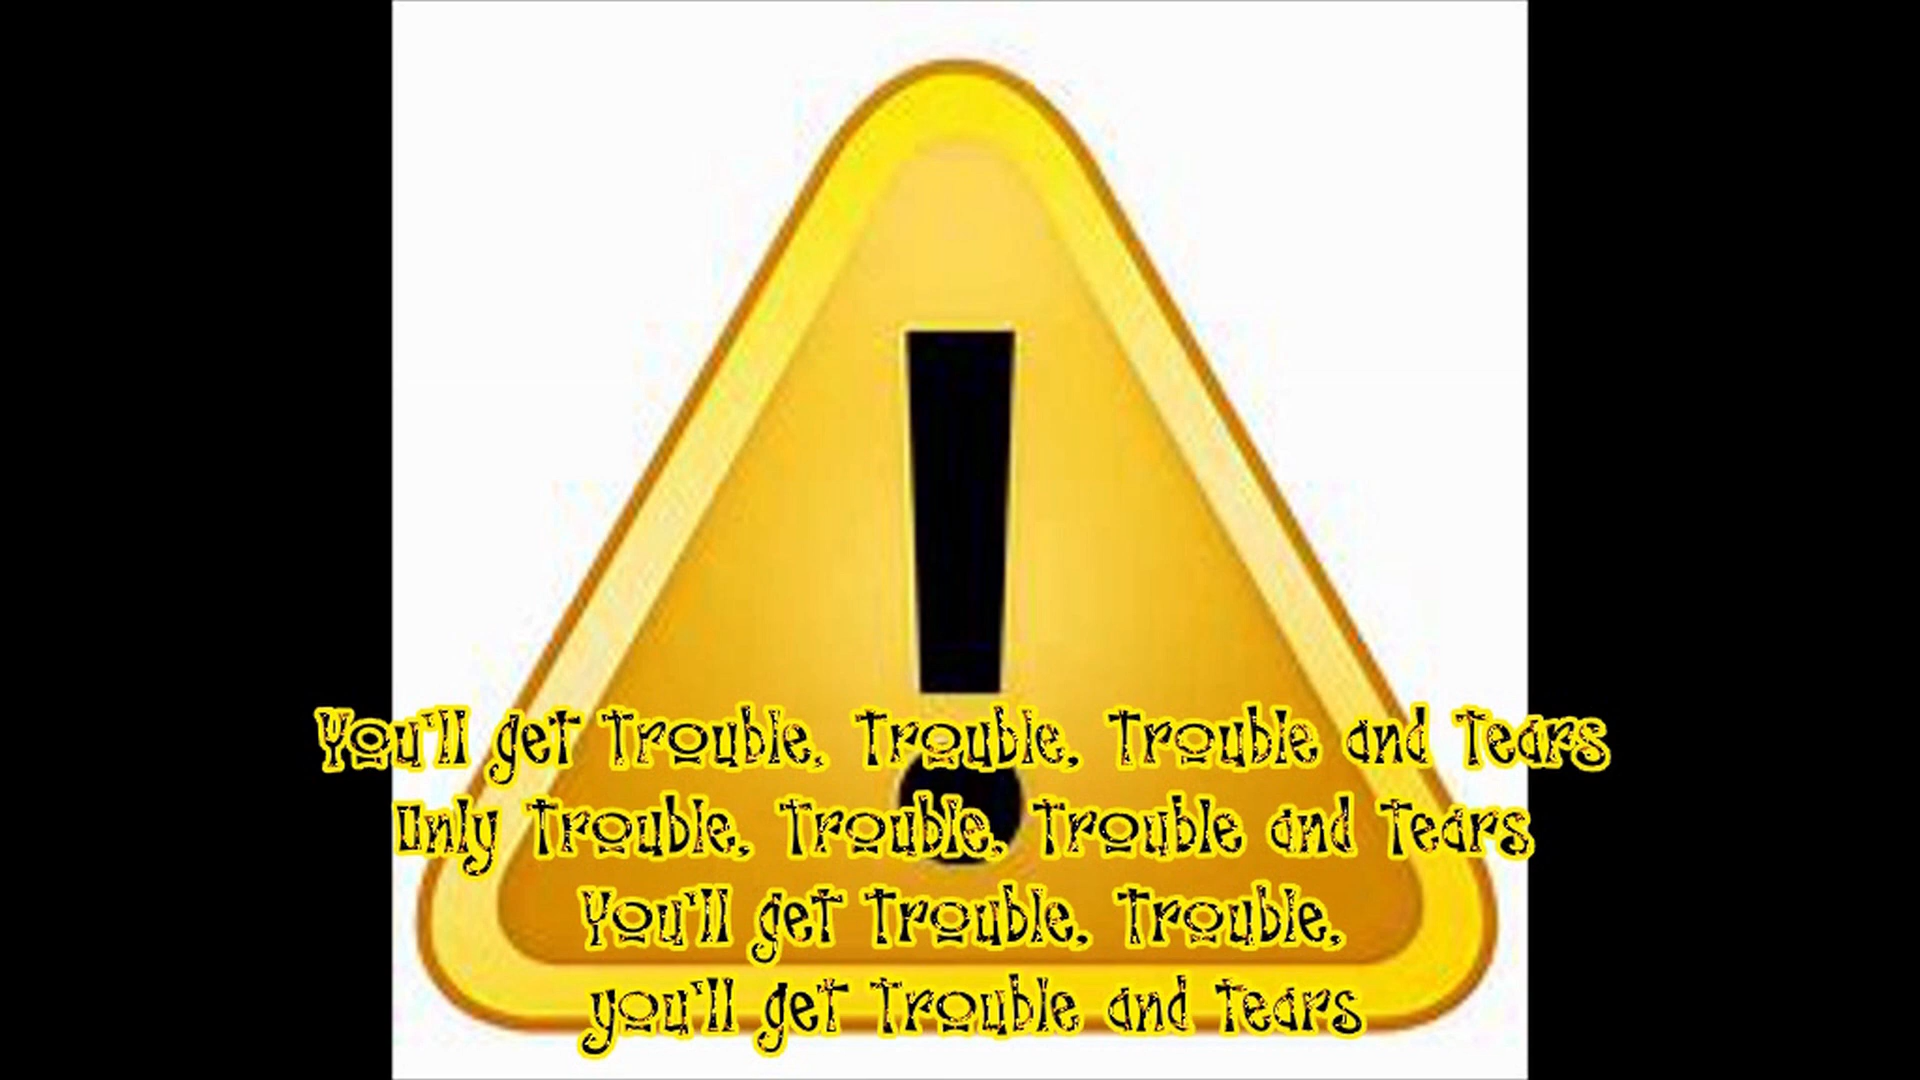 You'll get trouble, trouble, trouble and tears
Only trouble, trouble, trouble and tears
You'll get trouble, trouble,
you'll get trouble and tears